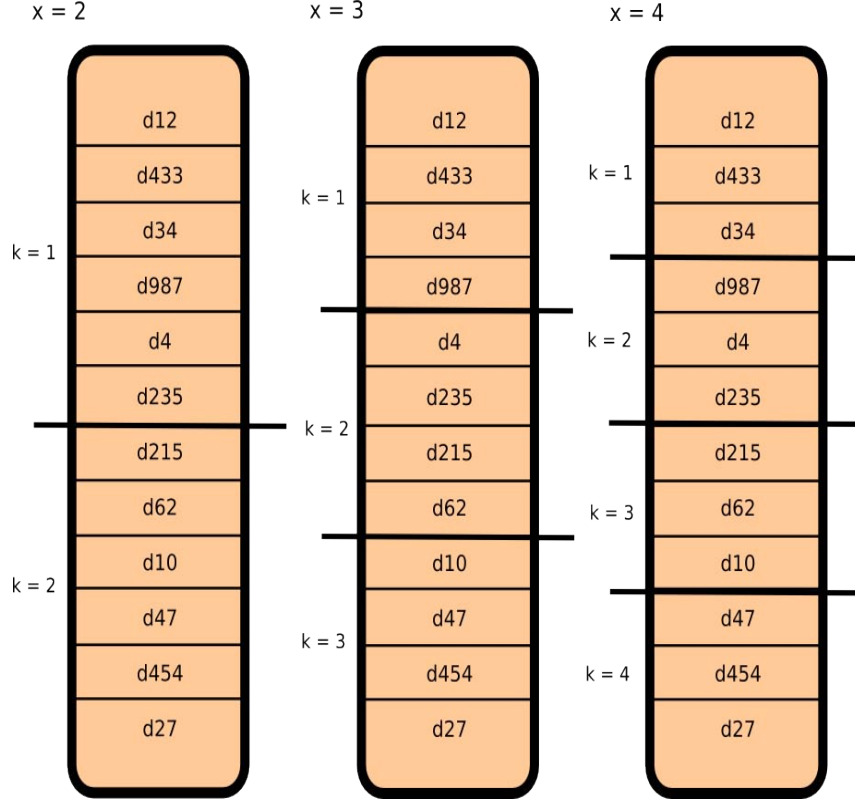 x = 2
d12
d433
d34
d987
d4
d235
d215
d62
d10
d47
d454
d27
k = 1
k = 2
x = 3
d12
d433
d34
d987
d4
d235
d215
d62
d10
d47
d454
d27
k = 1
k = 2
k = 3
x = 4
d12
d433
d34
d987
d4
d235
d215
d62
d10
d47
d454
d27
k = 1
k = 2
k = 3
k = 4